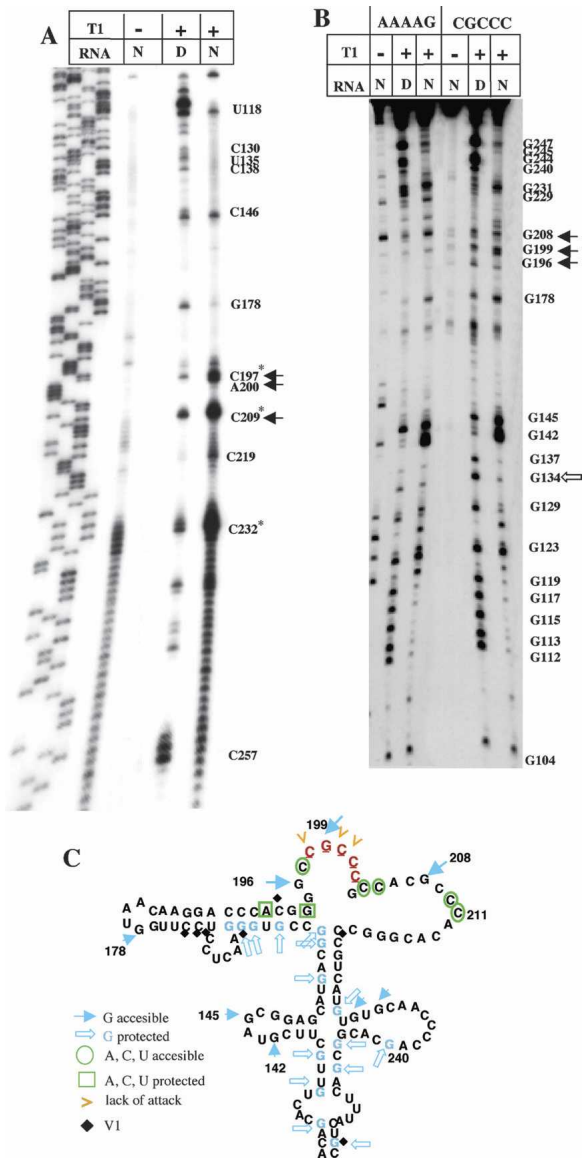 A
T1 - + +
RNA N D N
U118
C130
U135
C138
C146
G178
C197*
A200
C209*
C219
C232*
C257
B
AAAAG CGCCC
T1 - + + - + +
RNA N D N N D N
G247
G245
G244
G240
G231
G229
G208
G199
G196
G178
G145
G142
G137
G134
G129
G123
G119
G117
G115
G113
G112
G104
C
199
208
196
211
178
145
142
240
G accesible
G protected
A, C, U accesible
A, C, U protected
lack of attack
V1